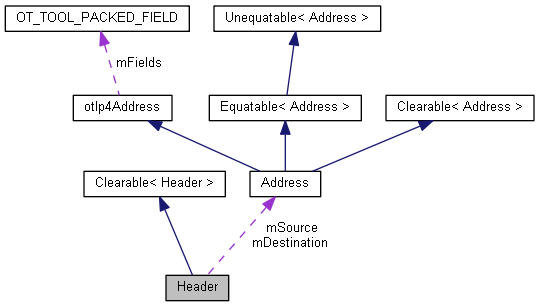 OT_TOOL_PACKED_FIELD
Unequatable< Address >
mFields
otIp4Address
Equatable< Address >
Clearable< Address >
Clearable< Header >
Address
mSource
mDestination
Header